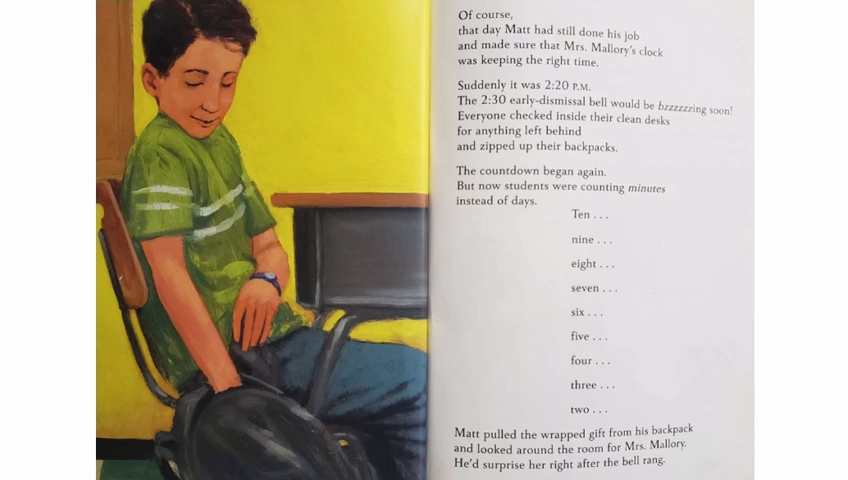 Of course,
that day Matt had still done his job
and made sure that Mrs. Mallory's clock
was keeping the right time.
Suddenly it was 2:20 P.M.
The 2:30 early-dismissal bell would be bzzzzzzing soon!
Everyone checked inside their clean desks
for anything left behind
and zipped up their backpacks.
The countdown began again.
But now students were counting minutes
instead of days.
Ten . . .
nine . . .
eight . . .
seven . . .
six . . .
five . . .
four . . .
three . . .
two . . .
Matt pulled the wrapped gift from his backpack
and looked around the room for Mrs. Mallory.
He'd surprise her right after the bell rang.